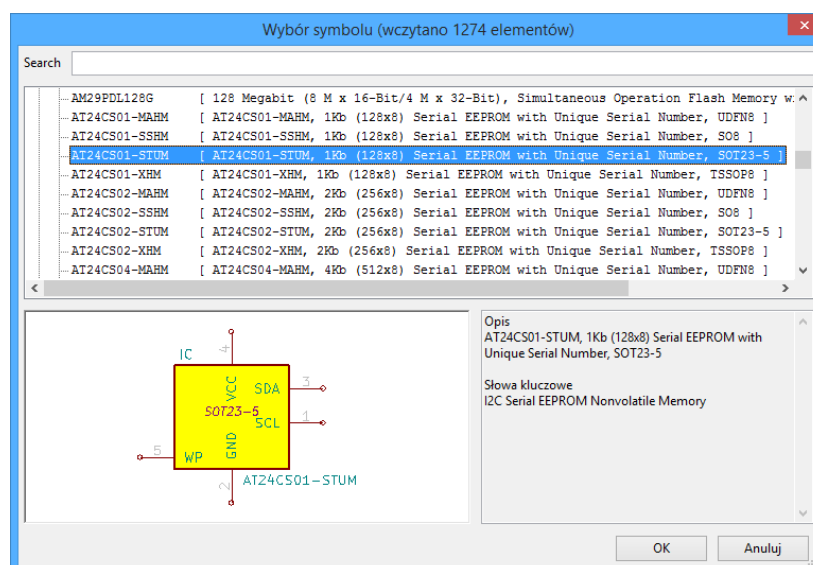 Wybór symbolu (wczytano 1274 elementów)
Search
AM29PDL128G [ 128 Megabit (8 M x 16-Bit/4 M x 32-Bit), Simultaneous Operation Flash Memory w
AT24CS01-MAHM [ AT24CS01-MAHM, 1Kb (128x8) Serial EEPROM with Unique Serial Number, UDFN8 ]
AT24CS01-SSHM [ AT24CS01-SSHM, 1Kb (128x8) Serial EEPROM with Unique Serial Number, SO8 ]
AT24CS01-STUM [ AT24CS01-STUM, 1Kb (128x8) Serial EEPROM with Unique Serial Number, SOT23-5 ]
AT24CS01-XHM [ AT24CS01-XHM, 1Kb (128x8) Serial EEPROM with Unique Serial Number, TSSOP8 ]
AT24CS02-MAHM [ AT24CS02-MAHM, 2Kb (256x8) Serial EEPROM with Unique Serial Number, UDFN8 ]
AT24CS02-SSHM [ AT24CS02-SSHM, 2Kb (256x8) Serial EEPROM with Unique Serial Number, SO8 ]
AT24CS02-STUM [ AT24CS02-STUM, 2Kb (256x8) Serial EEPROM with Unique Serial Number, SOT23-5 ]
AT24CS02-XHM [ AT24CS02-XHM, 2Kb (256x8) Serial EEPROM with Unique Serial Number, TSSOP8 ]
AT24CS04-MAHM [ AT24CS04-MAHM, 4Kb (512x8) Serial EEPROM with Unique Serial Number, UDFN8 ]
IC
4
VCC
SDA
3
SOT23-5
SCL
1
5
WP
GND
2
AT24CS01-STUM
Opis
AT24CS01-STUM, 1Kb (128x8) Serial EEPROM with
Unique Serial Number, SOT23-5
Słowa kluczowe
I2C Serial EEPROM Nonvolatile Memory
OK
Anuluj